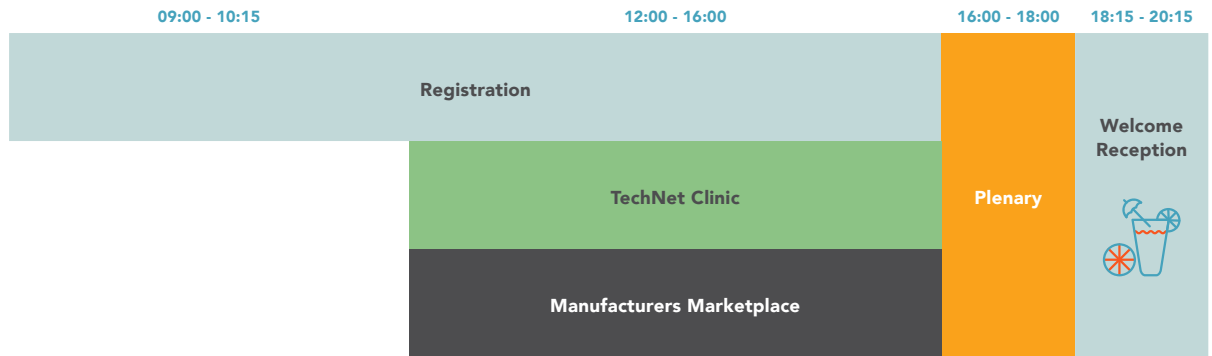 09:00 - 10:15
12:00 - 16:00
16:00 - 18:00
18:15 - 20:15
Registration
Welcome
Reception
TechNet Clinic
Plenary
Manufacturers Marketplace